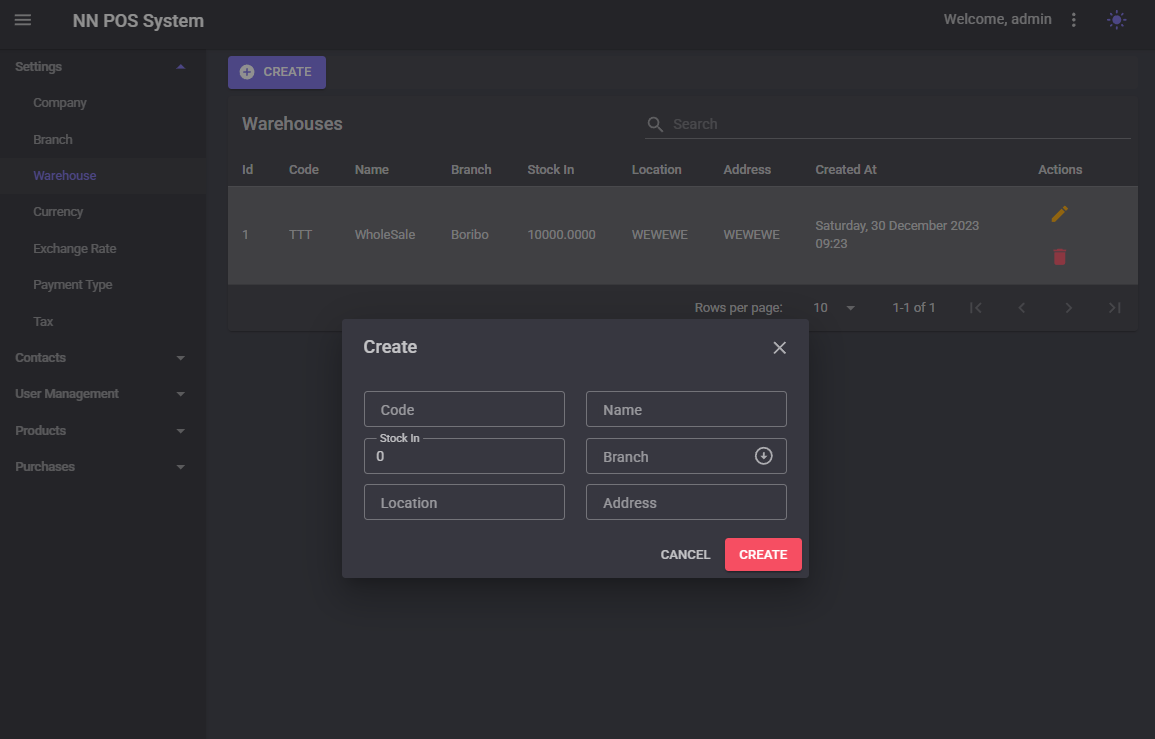 NN POS System
Welcome, admin
Settings
Company
Branch
Warehouse
Currency
Exchange Rate
Payment Type
Tax
Contacts
User Management
Products
Purchases
CREATE
Warehouses
Search
Id Code Name Branch Stock In Location Address Created At Actions
1 TTT WholeSale Boribo 10000.0000 WEWEWE WEWEWE Saturday, 30 December 2023
09:23
Rows per page: 10 1-1 of 1
Create
Code Name
Stock In
0 Branch
Location Address
CANCEL CREATE